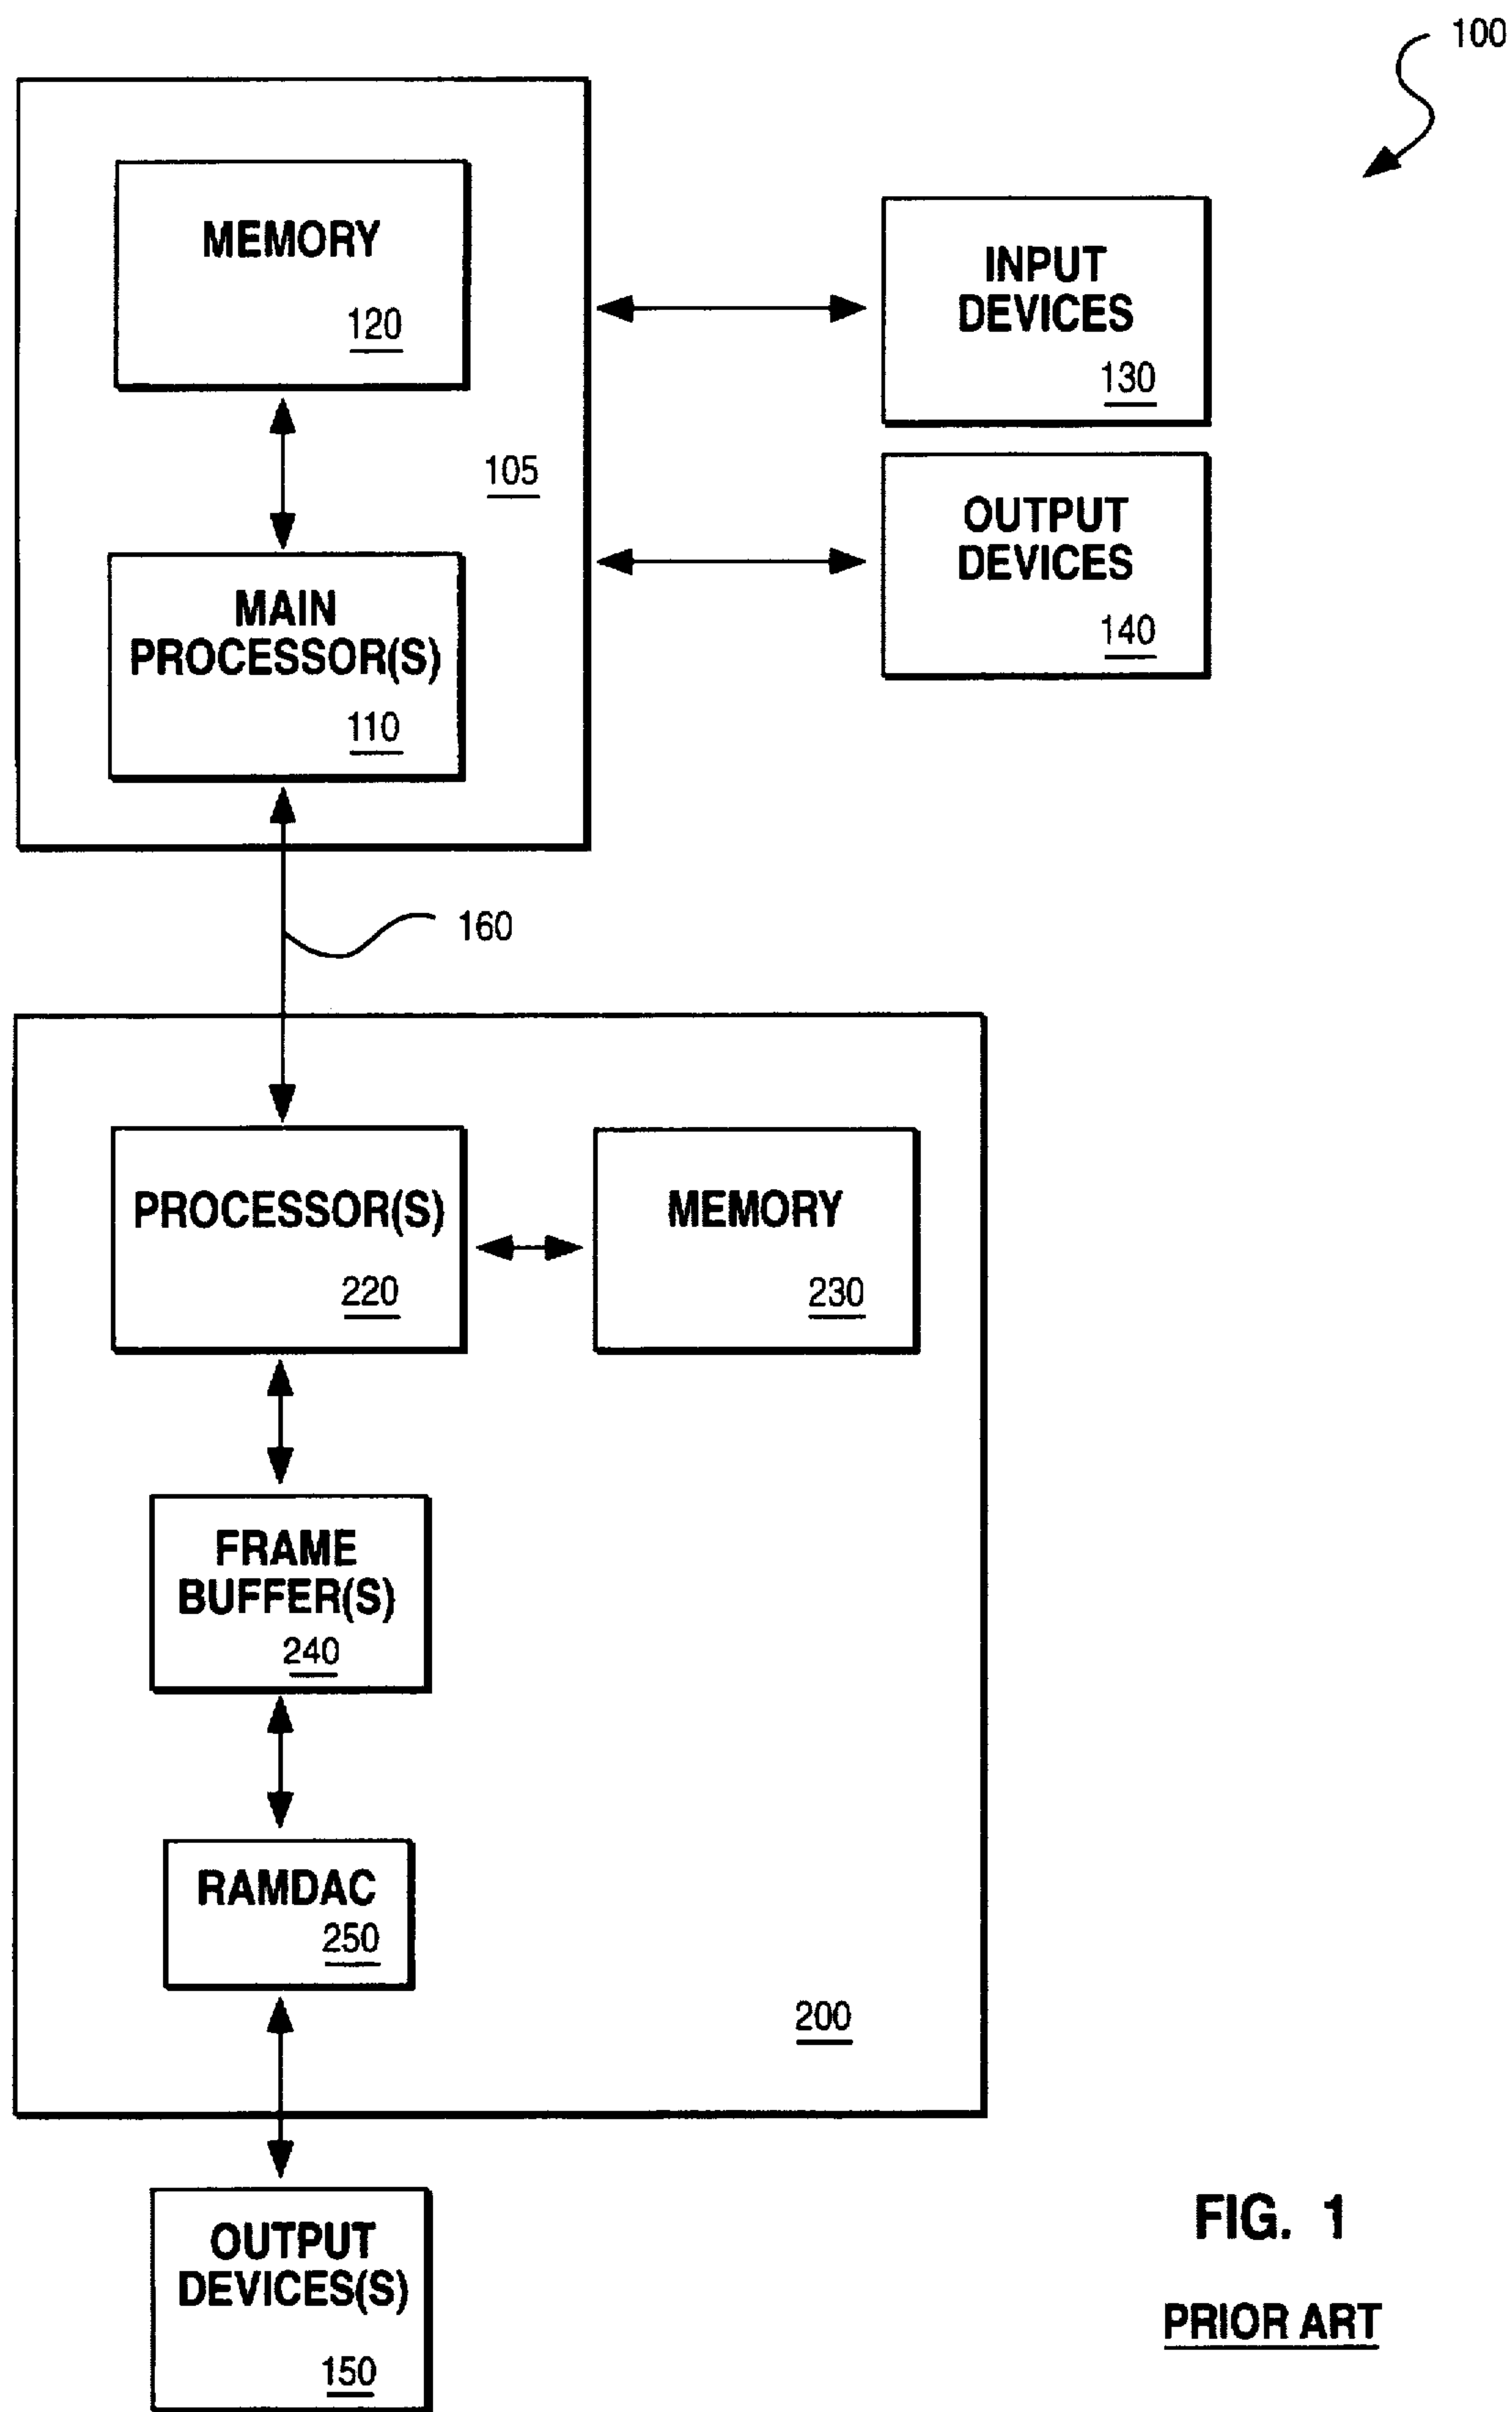 100
MEMORY
120
INPUT
DEVICES
130
105
OUTPUT
DEVICES
140
MAIN
PROCESSOR(S)
110
160
PROCESSOR(S)
220
MEMORY
230
FRAME
BUFFER(S)
240
RAMDAC
250
200
OUTPUT
DEVICES(S)
150
FIG. 1
PRIOR ART